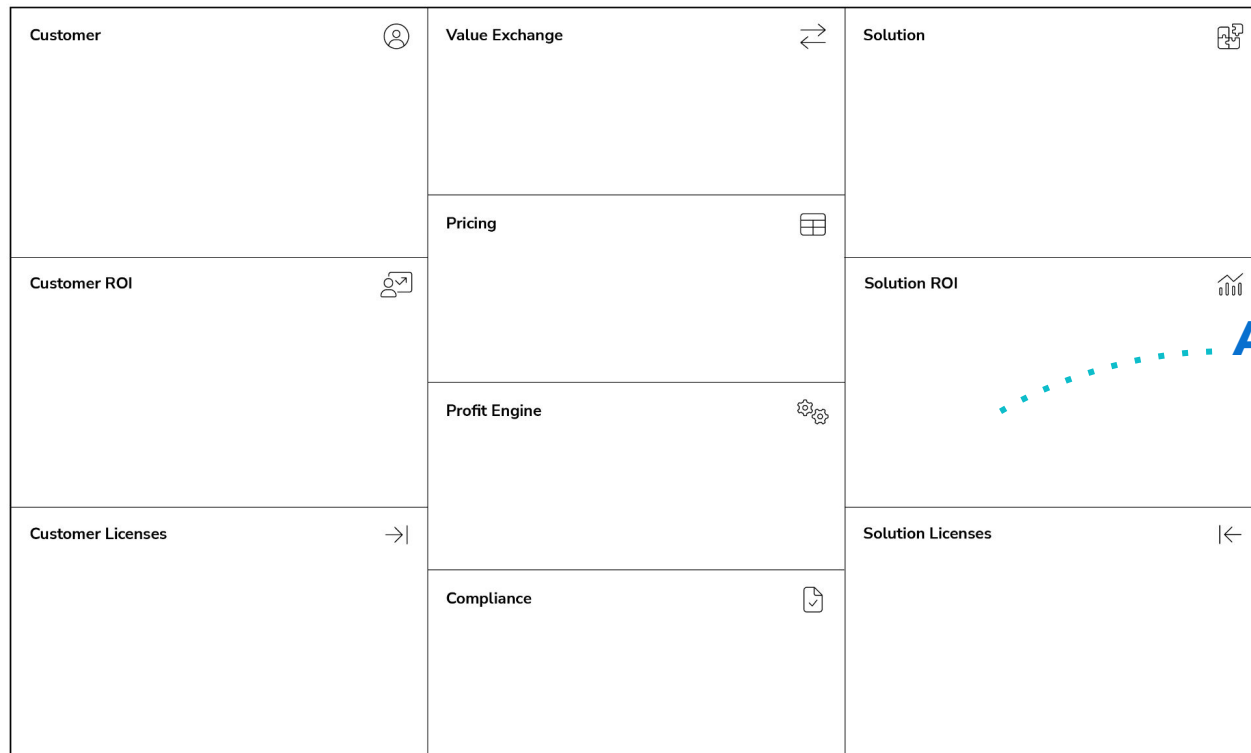 Customer
Value Exchange
Solution
Pricing
Customer ROI
Solution ROI
A
Profit Engine
Customer Licenses
Solution Licenses
Compliance